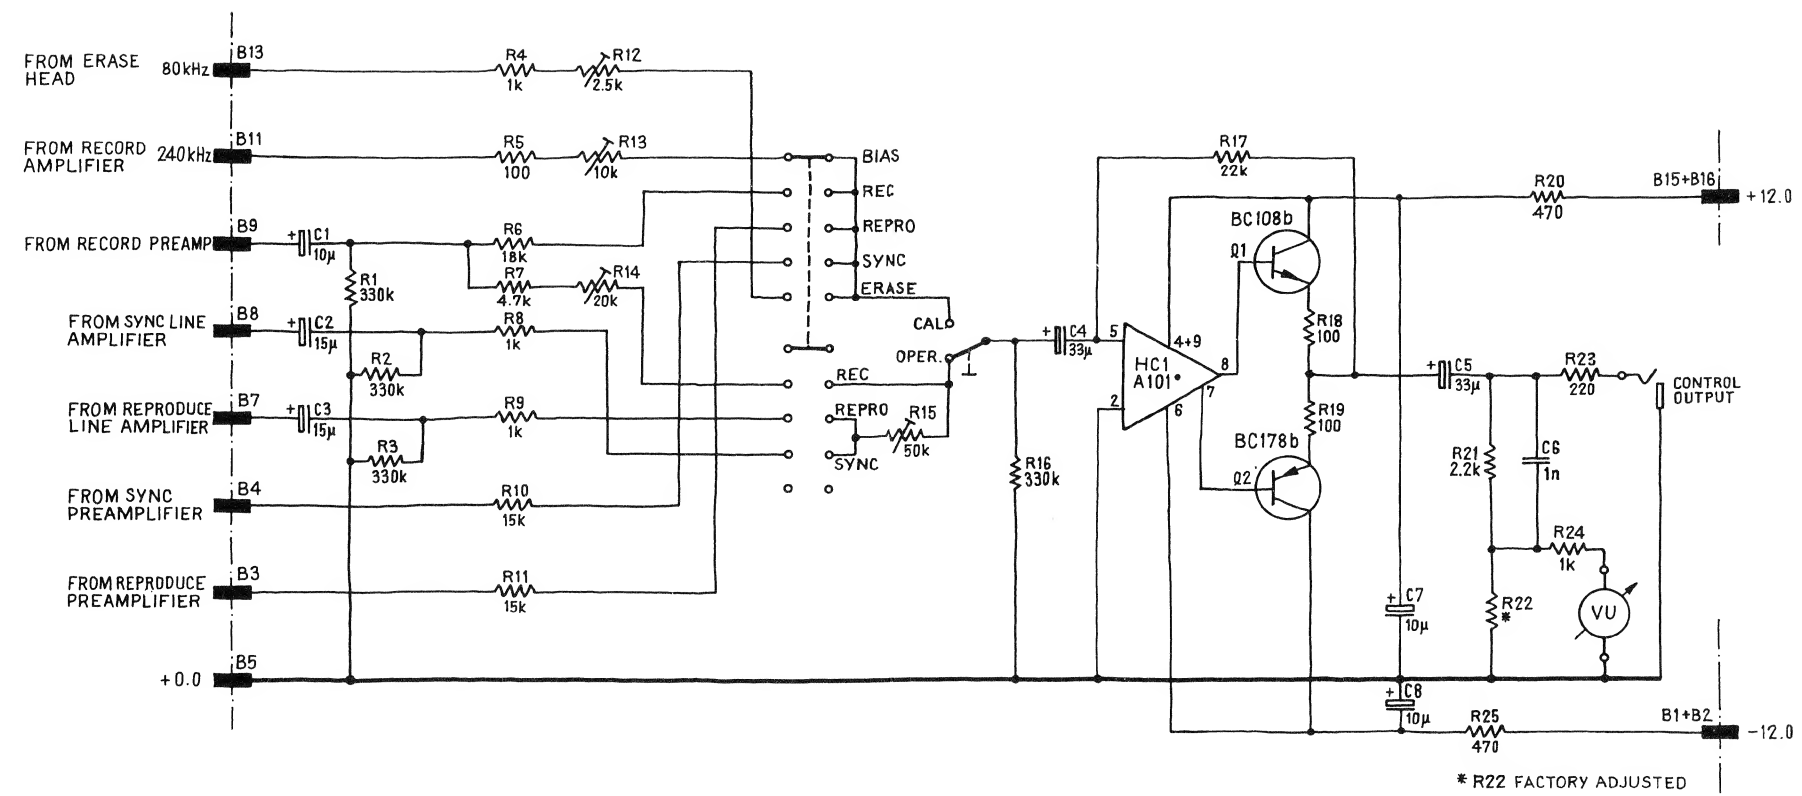 FROM ERASE
HEAD
80kHz
B13
R4
1k
R12
2.5k
FROM RECORD
AMPLIFIER
240kHz
B11
R5
100
R13
10k
BIAS
REC
REPRO
SYNC
ERASE
FROM RECORD PREAMP
B9
+
C1
10µ
R1
330k
R6
18k
R7
4.7k
R14
20k
FROM SYNC LINE
AMPLIFIER
B8
+
C2
15µ
R2
330k
R8
1k
FROM REPRODUCE
LINE AMPLIFIER
B7
+
C3
15µ
R3
330k
R9
1k
FROM SYNC
PREAMPLIFIER
B4
R10
15k
FROM REPRODUCE
PREAMPLIFIER
B3
R11
15k
+0.0
B5
CAL.
OPER.
REC
REPRO
SYNC
R15
50k
R16
330k
+
C4
33µ
5
2
HC1
A101
4+9
8
7
6
R17
22k
BC108b
Q1
R18
100
R19
100
BC178b
Q2
R20
470
B15+B16
+12.0
+
C5
33µ
R23
220
CONTROL
OUTPUT
R21
2.2k
C6
1n
R24
1k
R22
*
VU
+
C7
10µ
+
C8
10µ
R25
470
B1+B2
-12.0
* R22 FACTORY ADJUSTED